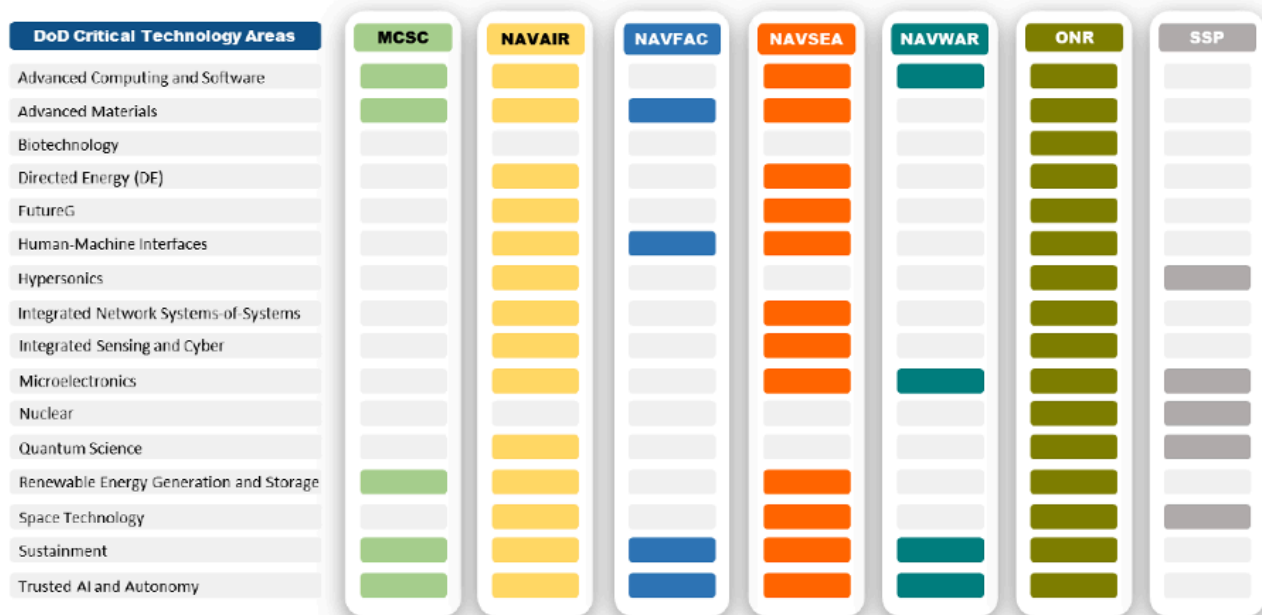 DoD Critical Technology Areas MCSC NAVAIR NAVFAC NAVSEA NAVWAR ONR SSP
Advanced Computing and Software
Advanced Materials
Biotechnology
Directed Energy (DE)
FutureG
Human-Machine Interfaces
Hypersonics
Integrated Network Systems-of-Systems
Integrated Sensing and Cyber
Microelectronics
Nuclear
Quantum Science
Renewable Energy Generation and Storage
Space Technology
Sustainment
Trusted AI and Autonomy